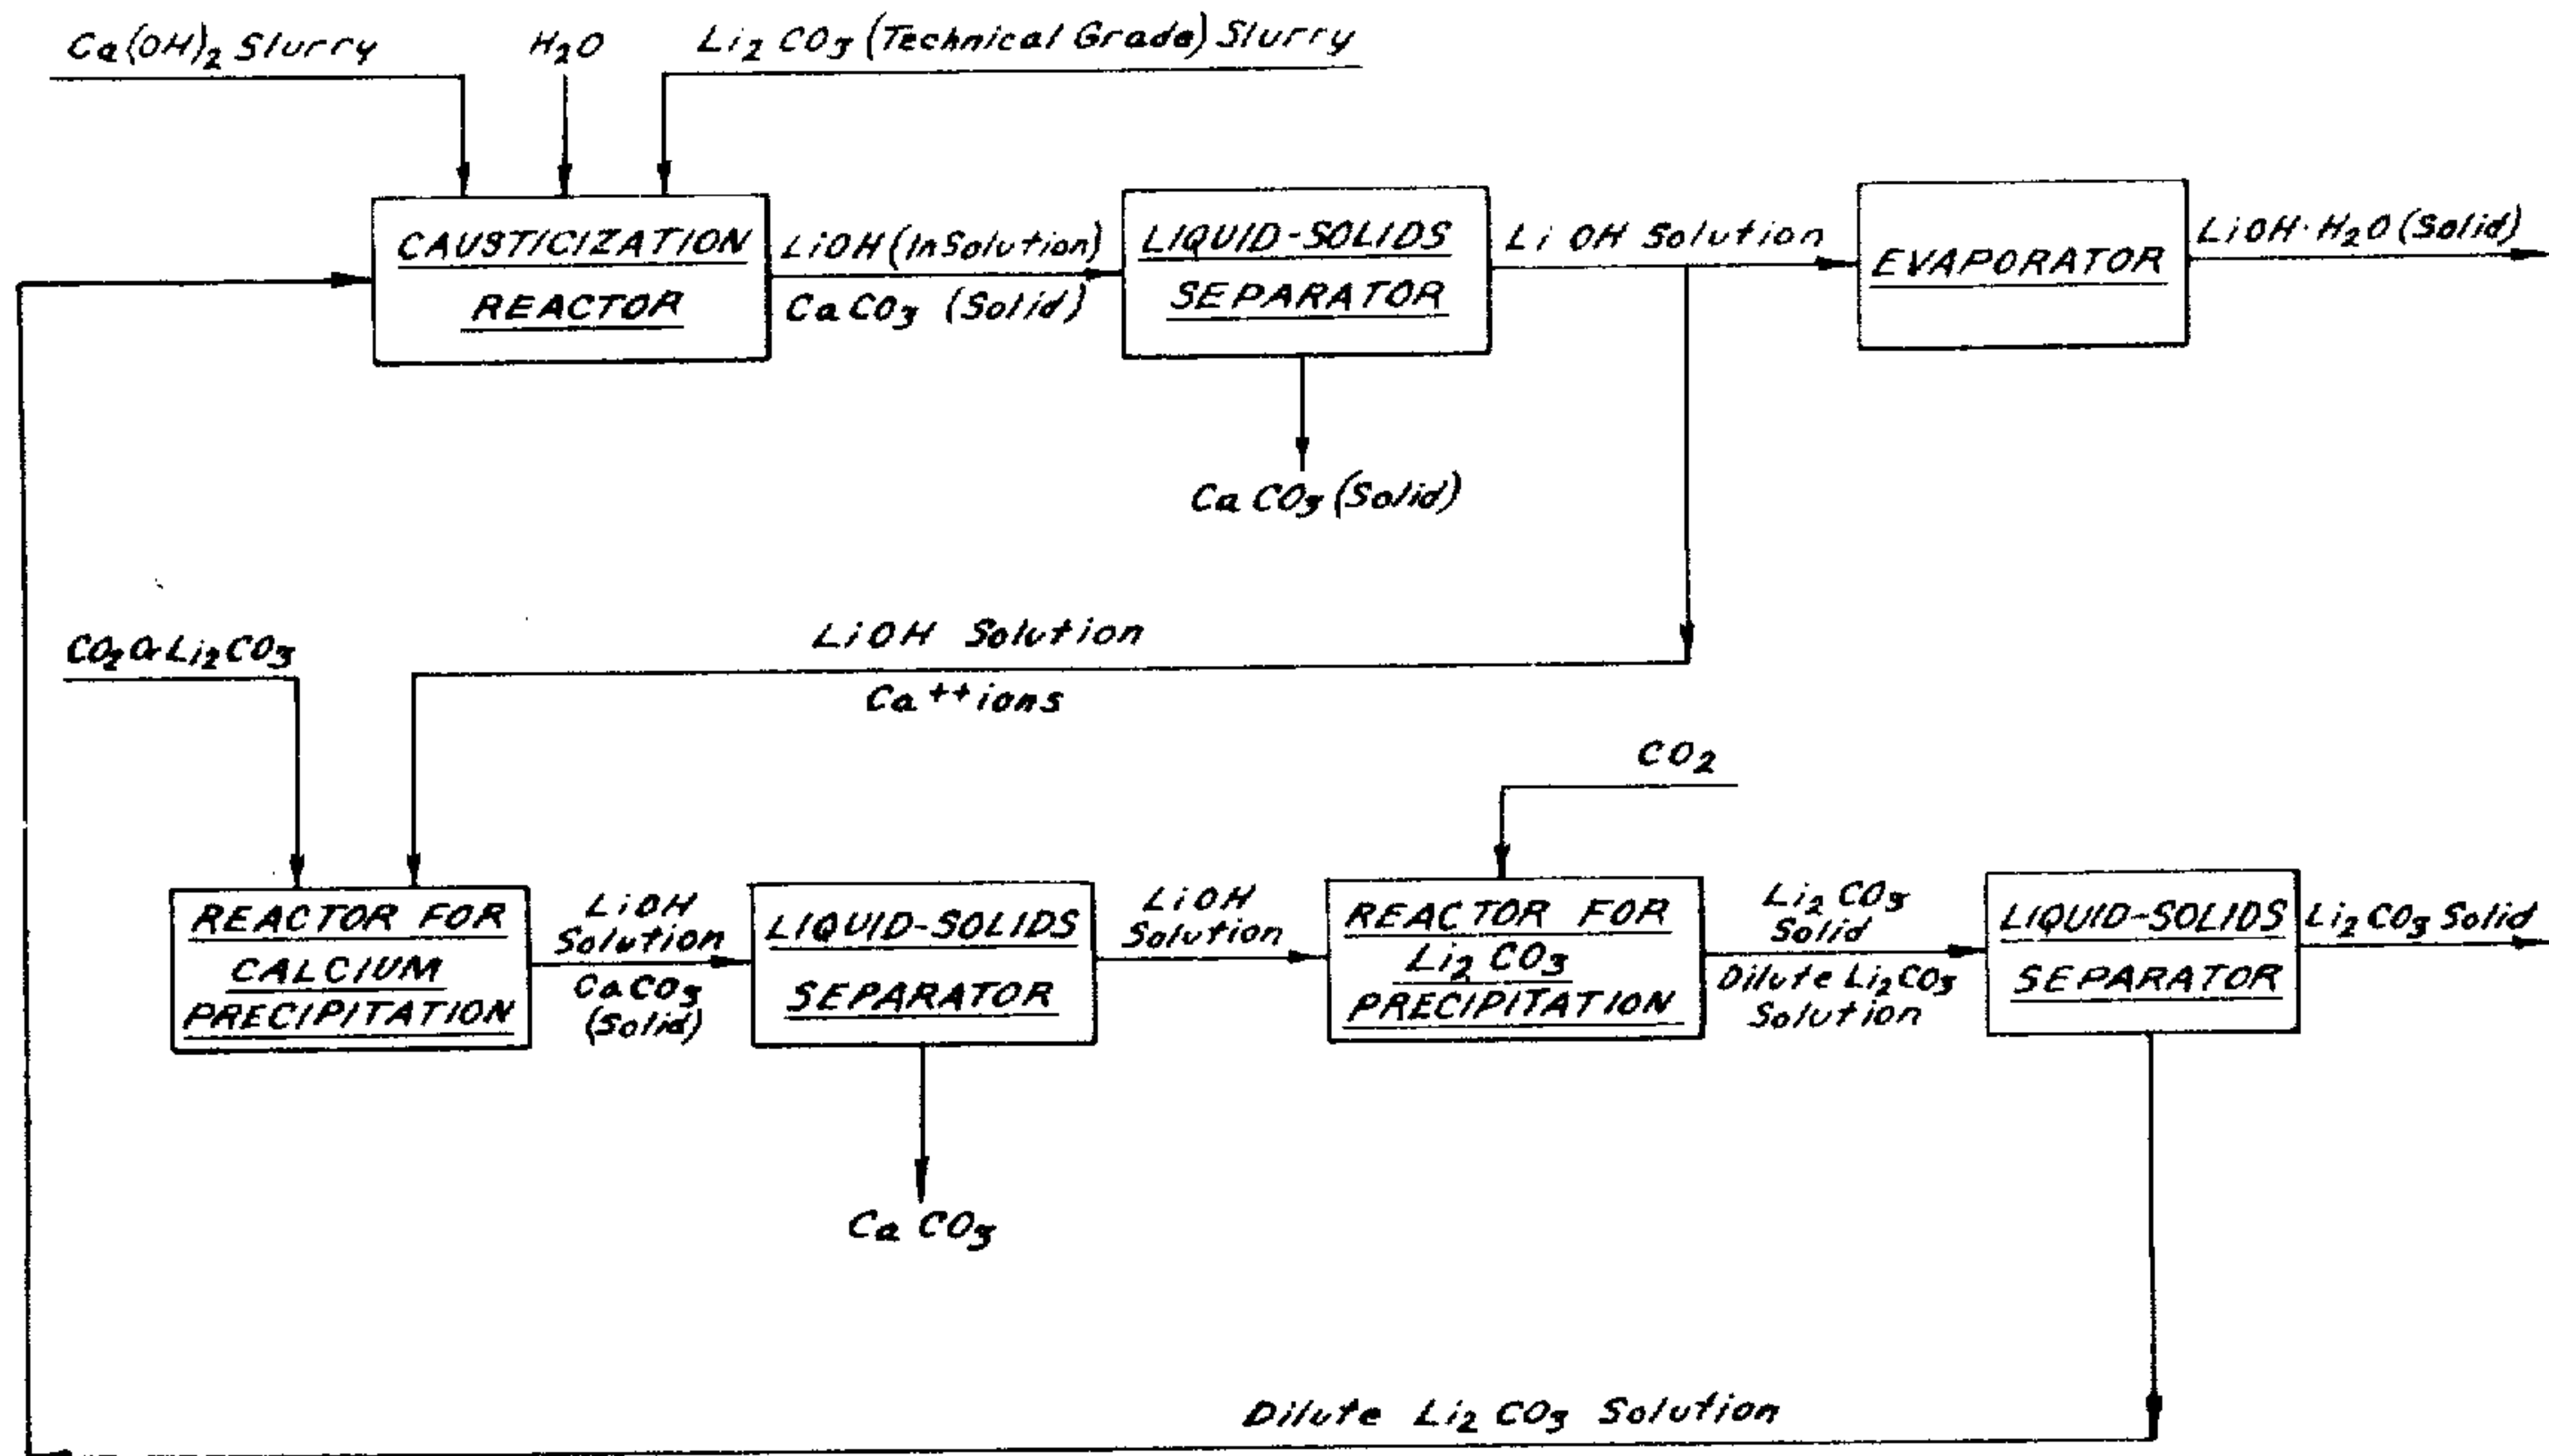 Ca(OH)₂ Slurry
H₂O
Li₂ CO₃ (Technical Grade) Slurry
CAUSTICIZATION
REACTOR
LiOH (In Solution)
CaCO₃ (Solid)
LIQUID-SOLIDS
SEPARATOR
LiOH Solution
EVAPORATOR
LiOH·H₂O (Solid)
CaCO₃ (Solid)
CO₂ Or Li₂CO₃
LiOH Solution
Ca⁺⁺ ions
CO₂
REACTOR FOR
CALCIUM
PRECIPITATION
LiOH
Solution
CaCO₃
(Solid)
LIQUID-SOLIDS
SEPARATOR
LiOH
Solution
REACTOR FOR
Li₂ CO₃
PRECIPITATION
Li₂ CO₃
Solid
Dilute Li₂CO₃
Solution
LIQUID-SOLIDS
SEPARATOR
Li₂CO₃ Solid
Ca CO₃
Dilute Li₂ CO₃ Solution